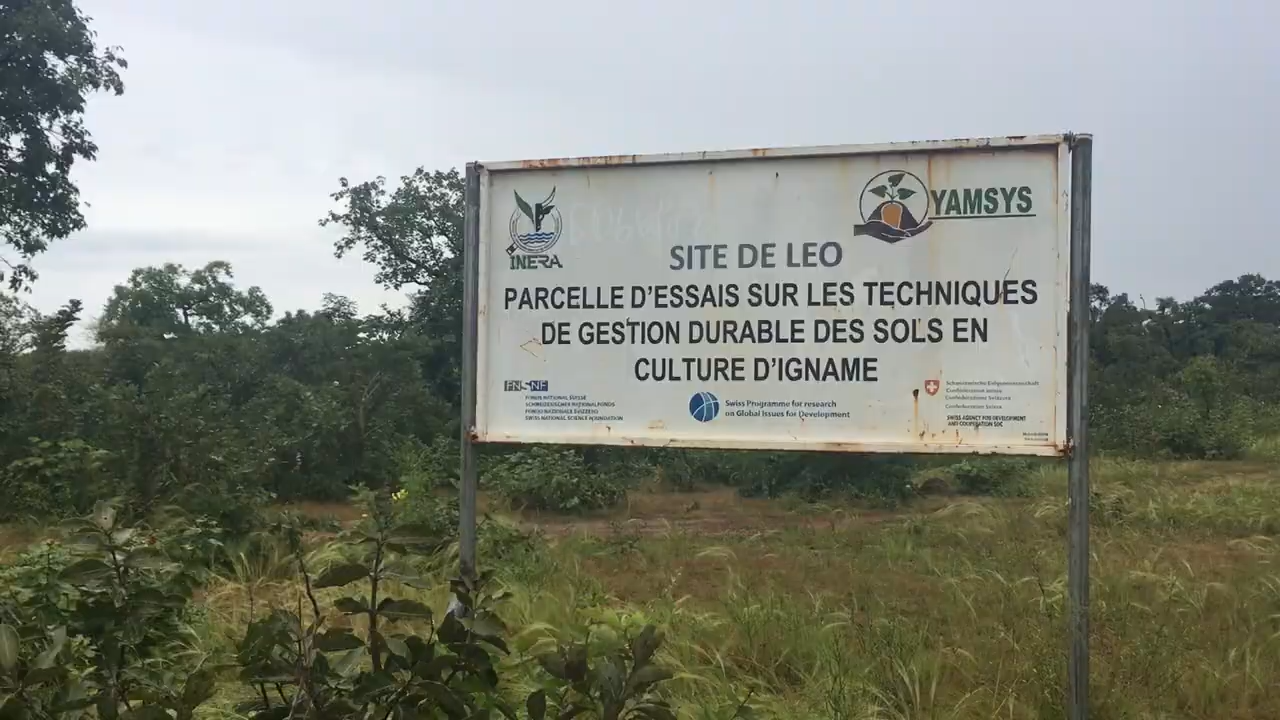 INERA
YAMSYS
SITE DE LEO
PARCELLE D'ESSAIS SUR LES TECHNIQUES
DE GESTION DURABLE DES SOLS EN
CULTURE D'IGNAME
FNSNF
FONDS NATIONAL SUISSE
SCHWEIZERISCHER NATIONALFONDS
FONDO NAZIONALE SVIZZERO
SWISS NATIONAL SCIENCE FOUNDATION
Swiss Programme for research
on Global Issues for Development
Schweizerische Eidgenossenschaft
Confédération suisse
Confederazione Svizzera
Confederaziun svizra
SWISS AGENCY FOR DEVELOPMENT
AND COOPERATION SDC